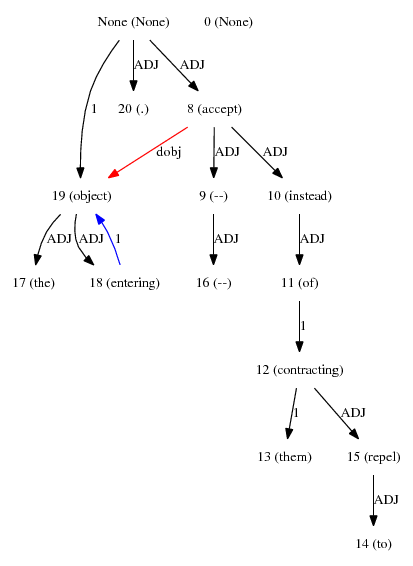 None (None) 0 (None)
ADJ ADJ
1 20 (.) 8 (accept)
dobj ADJ ADJ
19 (object) 9 (--) 10 (instead)
ADJ ADJ 1 ADJ ADJ
17 (the) 18 (entering) 16 (--) 11 (of)
1
12 (contracting)
1 ADJ
13 (them) 15 (repel)
ADJ
14 (to)